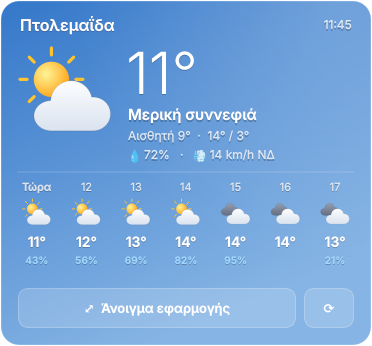 Πτολεμαΐδα 11:45
11°
Μερική συννεφιά
Αισθητή 9° · 14° / 3°
72% · 14 km/h ΝΔ
Τώρα 12 13 14 15 16 17
11° 12° 13° 14° 14° 14° 13°
43% 56% 69% 82% 95% 21%
Άνοιγμα εφαρμογής